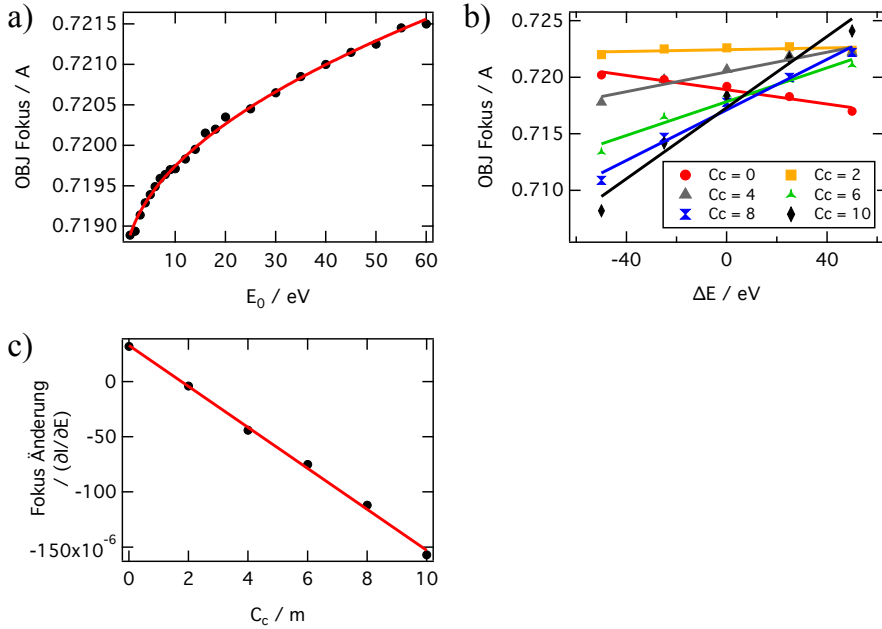 a)
0.7215
0.7210
0.7205
0.7200
0.7195
0.7190
OBJ Fokus / A
10 20 30 40 50 60
E₀ / eV
b)
0.725
0.720
0.715
0.710
OBJ Fokus / A
Cc = 0 Cc = 2
Cc = 4 Cc = 6
Cc = 8 Cc = 10
-40 -20 0 20 40
ΔE / eV
c)
0
-50
-100
-150x10⁻⁶
Fokus Änderung
/ (∂I/∂E)
0 2 4 6 8 10
C꜀ / m